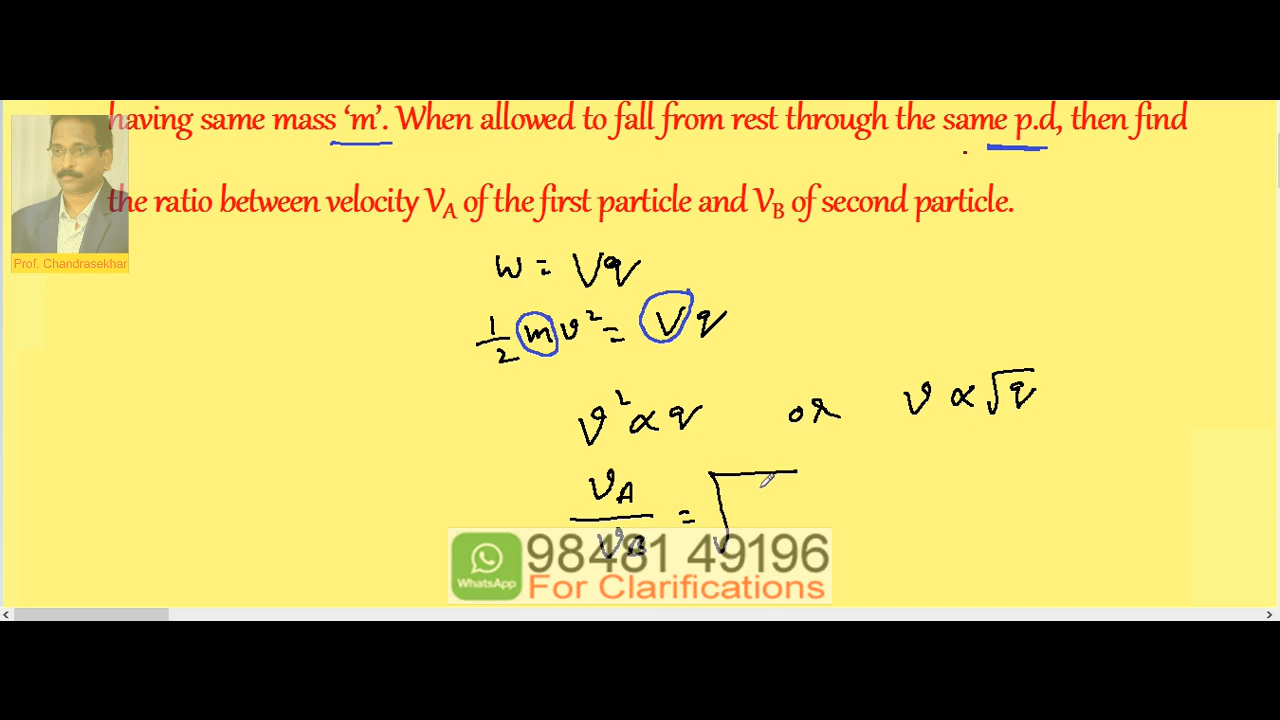 having same mass ‘m’. When allowed to fall from rest through the same p.d, then find
the ratio between velocity VA of the first particle and VB of second particle.
Prof. Chandrasekhar
W = Vq
1/2 m v² = V q
v² ∝ q or v ∝ √q
vA/vB = √
98481 49196
WhatsApp
For Clarifications